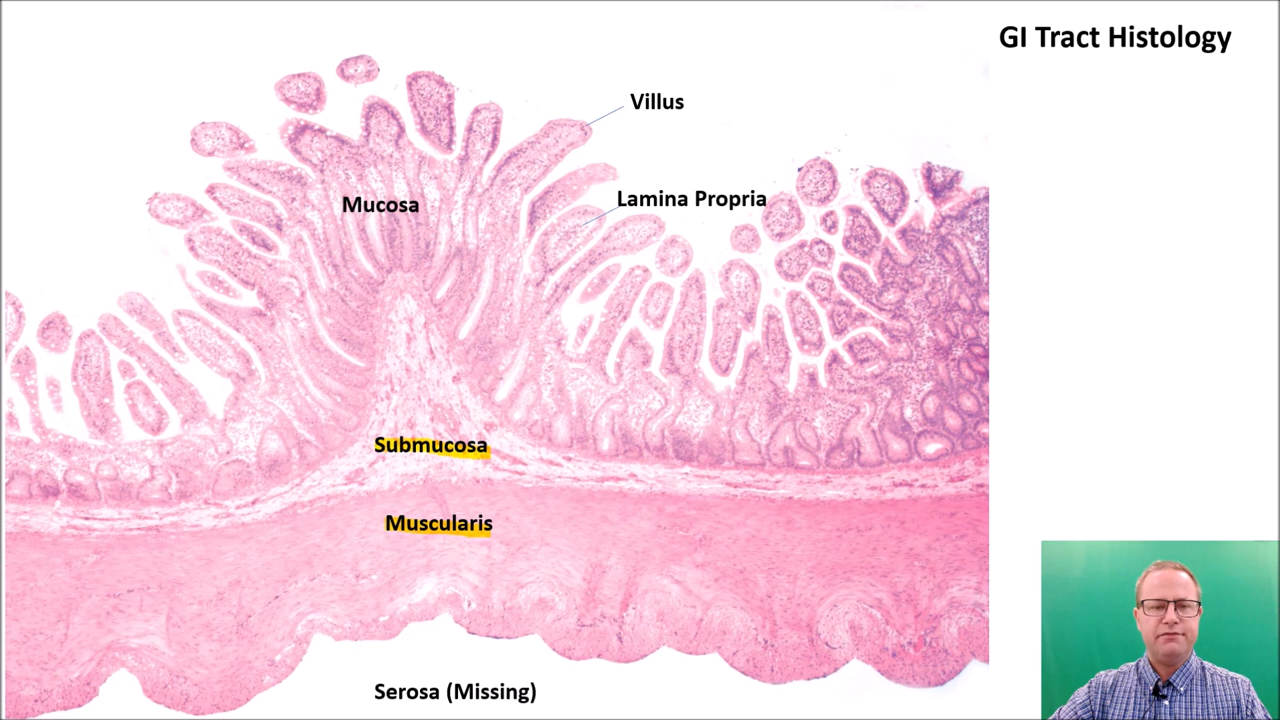 GI Tract Histology
Villus
Lamina Propria
Mucosa
Submucosa
Muscularis
Serosa (Missing)